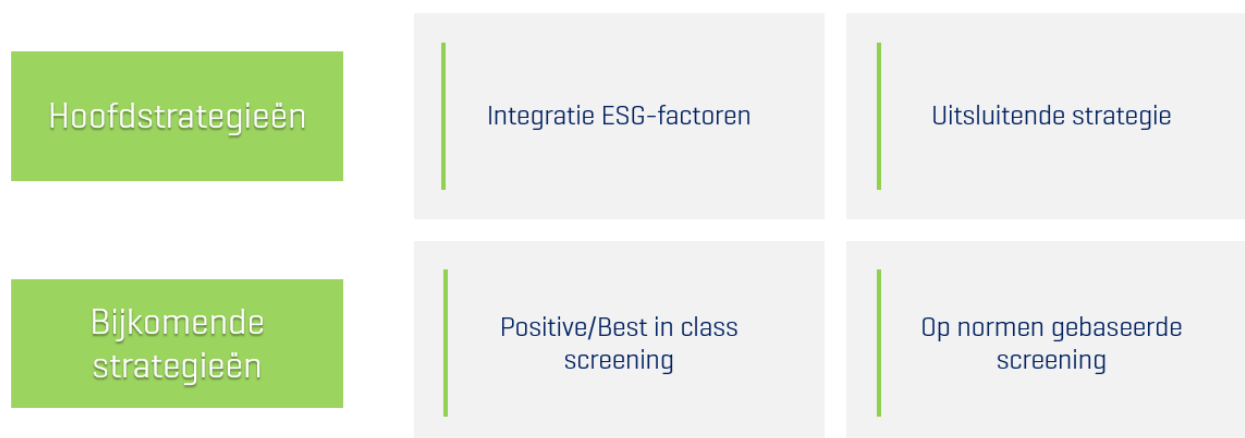 Hoofdstrategieën
Integratie ESG-factoren
Uitsluitende strategie
Bijkomende
strategieën
Positive/Best in class
screening
Op normen gebaseerde
screening